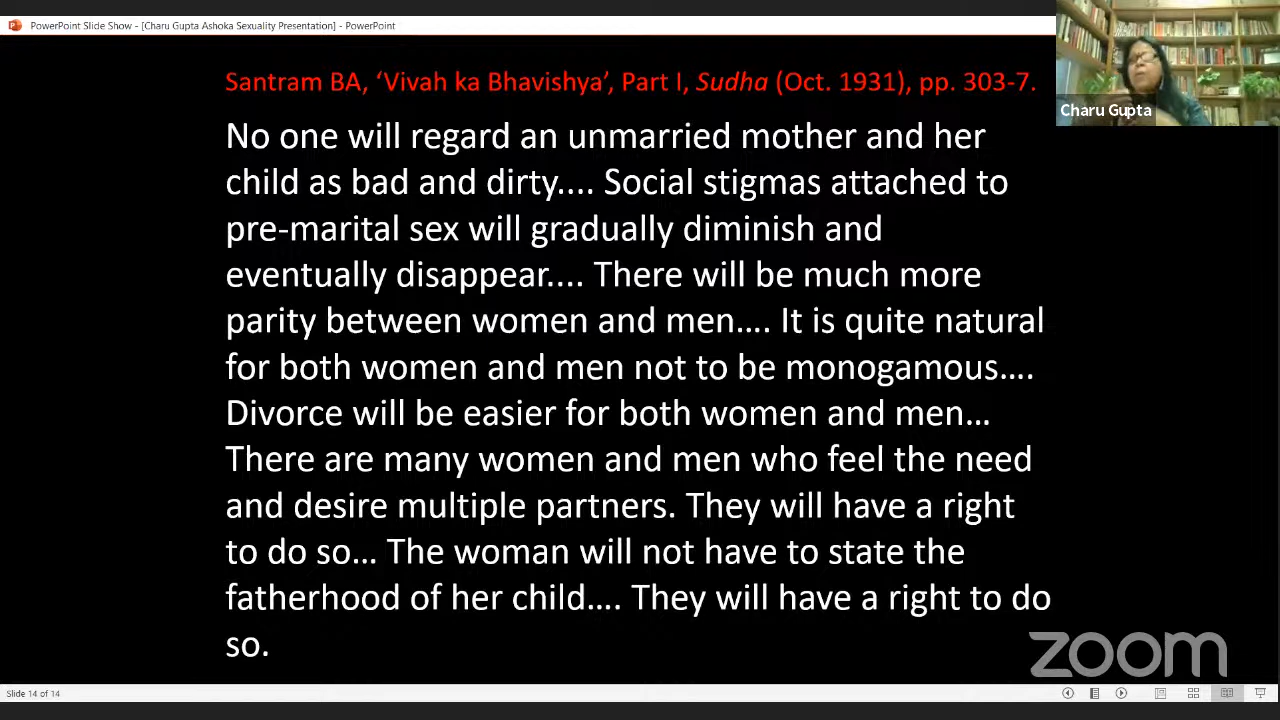 PowerPoint Slide Show - [Charu Gupta Ashoka Sexuality Presentation] - PowerPoint
Santram BA, ‘Vivah ka Bhavishya’, Part I, Sudha (Oct. 1931), pp. 303-7.
Charu Gupta
No one will regard an unmarried mother and her
child as bad and dirty.... Social stigmas attached to
pre-marital sex will gradually diminish and
eventually disappear.... There will be much more
parity between women and men…. It is quite natural
for both women and men not to be monogamous….
Divorce will be easier for both women and men…
There are many women and men who feel the need
and desire multiple partners. They will have a right
to do so… The woman will not have to state the
fatherhood of her child…. They will have a right to do
so.
zoom
Slide 14 of 14